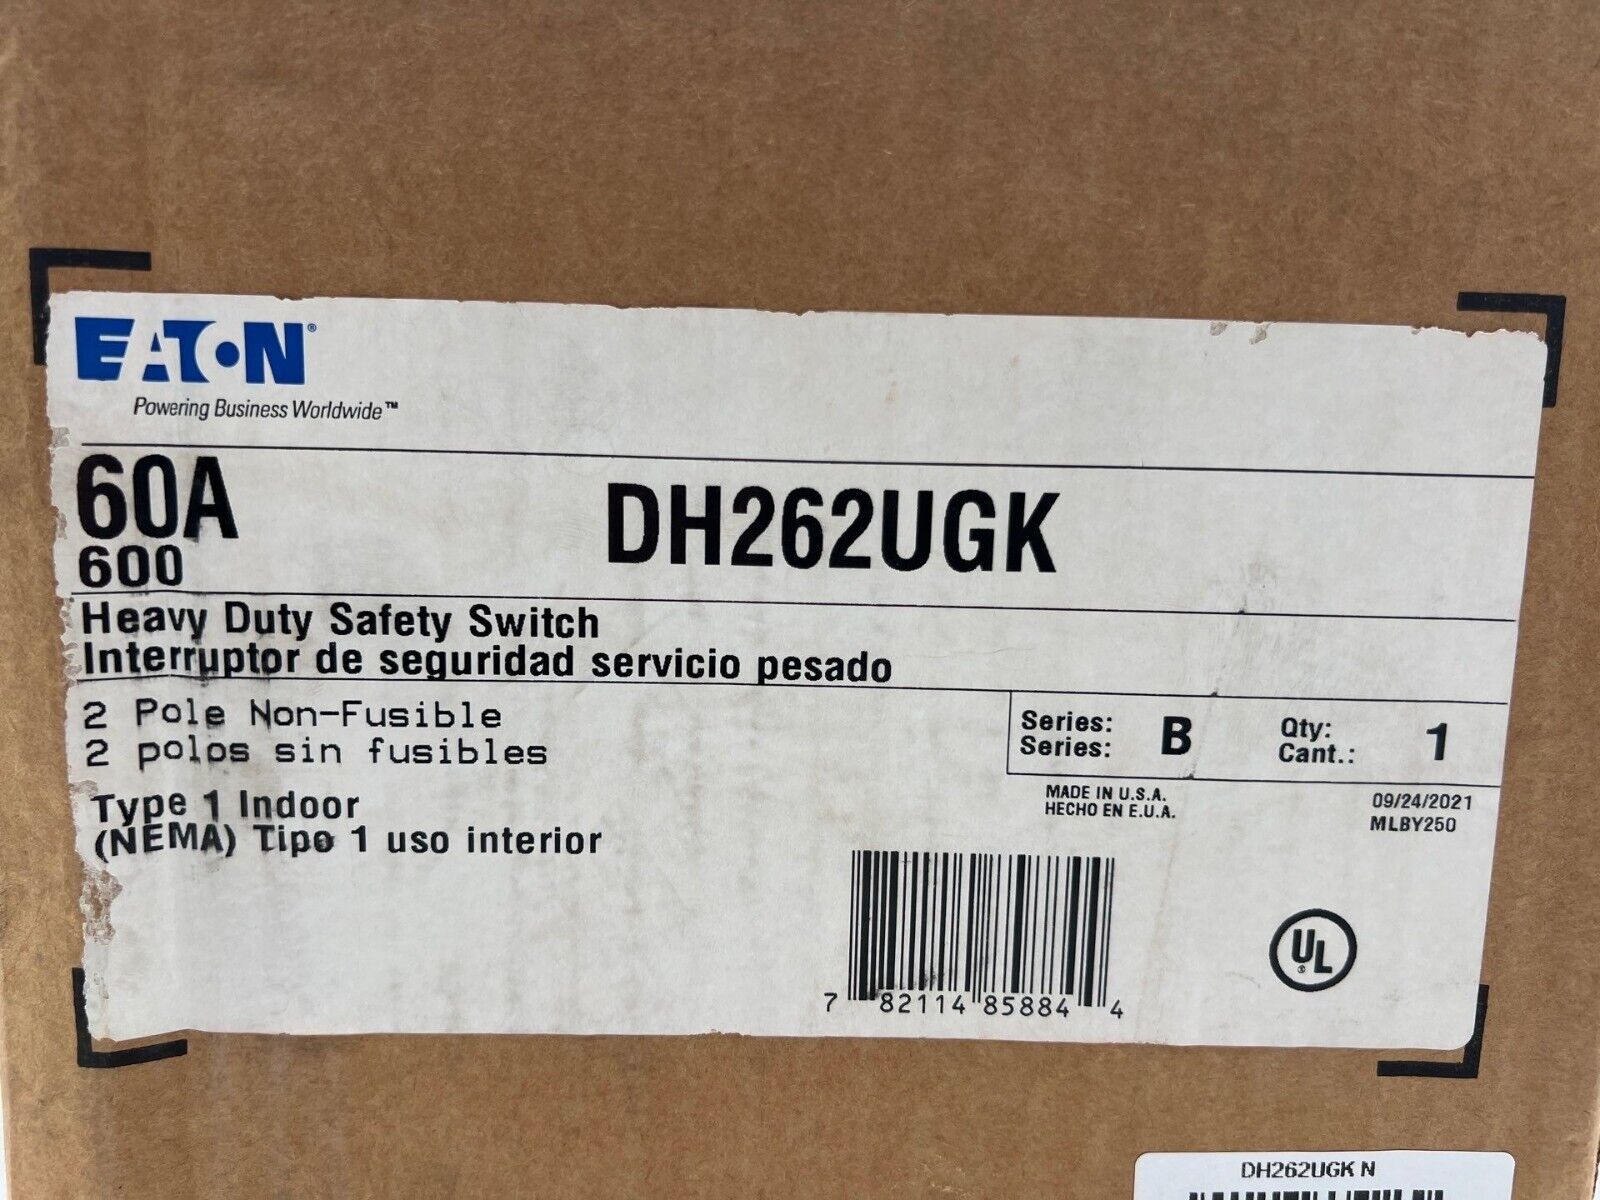 EATON®
Powering Business Worldwide™
60A
600
DH262UGK
Heavy Duty Safety Switch
Interruptor de seguridad servicio pesado
2 Pole Non-Fusible
2 polos sin fusibles
Series:
Series:
B
Qty:
Cant.:
1
Type 1 Indoor
(NEMA) Tipo 1 uso interior
MADE IN U.S.A.
HECHO EN E.U.A.
09/24/2021
MLBY250
7 82114 85884 4
UL
®
DH262UGK N